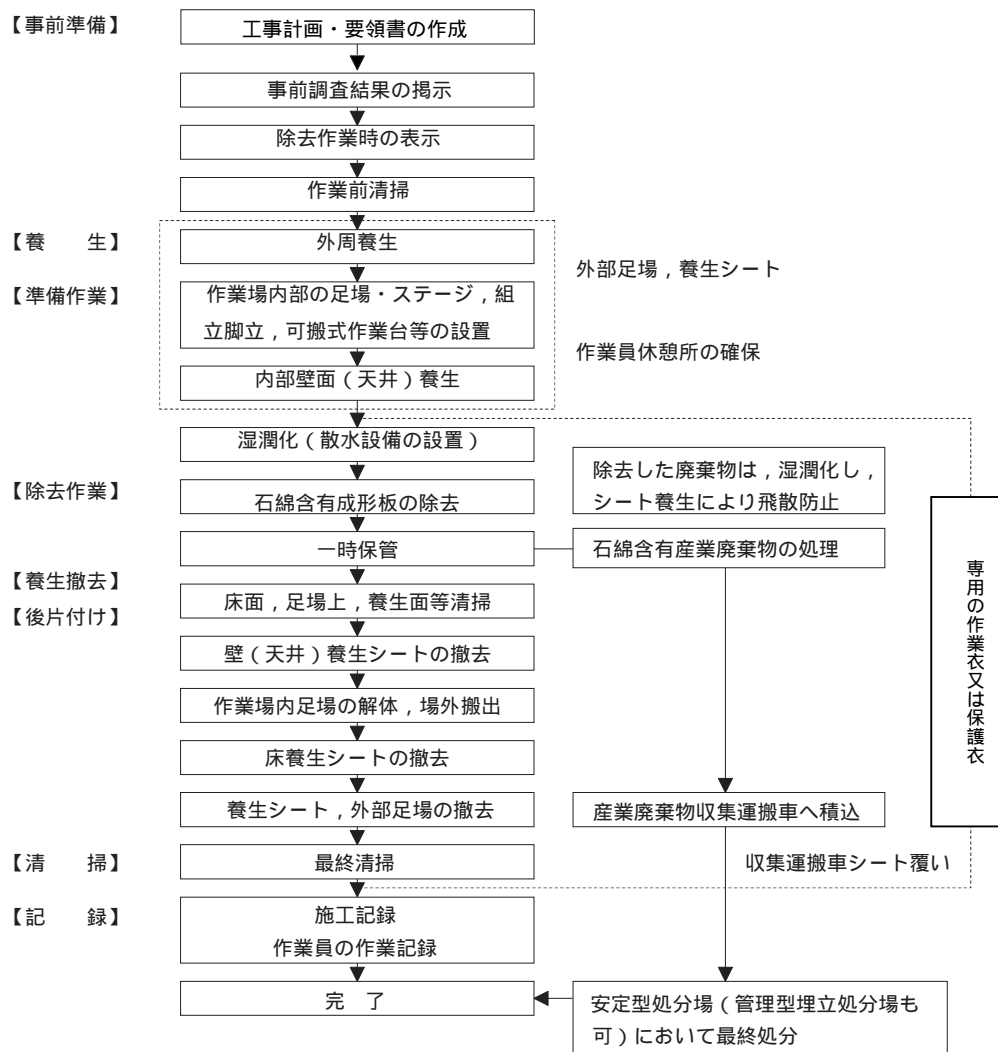 【事前準備】
工事計画・要領書の作成
事前調査結果の掲示
除去作業時の表示
作業前清掃
【養　　生】
外周養生
外部足場，養生シート
【準備作業】
作業場内部の足場・ステージ，組
立脚立，可搬式作業台等の設置
作業員休憩所の確保
内部壁面（天井）養生
湿潤化（散水設備の設置）
【除去作業】
石綿含有成形板の除去
除去した廃棄物は，湿潤化し，
シート養生により飛散防止
一時保管
石綿含有産業廃棄物の処理
専用の作業衣又は保護衣
【養生撤去】
【後片付け】
床面，足場上，養生面等清掃
壁（天井）養生シートの撤去
作業場内足場の解体，場外搬出
床養生シートの撤去
養生シート，外部足場の撤去
産業廃棄物収集運搬車へ積込
【清　　掃】
最終清掃
収集運搬車シート覆い
【記　　録】
施工記録
作業員の作業記録
完　了
安定型処分場（管理型埋立処分場も
可）において最終処分